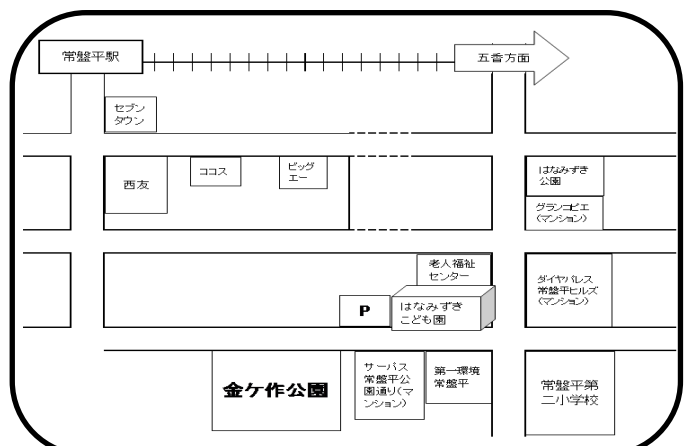 常盤平駅
五香方面
セブン
タウン
西友
ココス
ビッグ
エー
はなみずき
公園
グランコピエ
(マンション)
老人福祉
センター
P
はなみずき
こども園
ダイヤパレス
常盤平ヒルズ
(マンション)
金ケ作公園
サーパス
常盤平公
園通り(マ
ンション)
第一環境
常盤平
常盤平第
二小学校